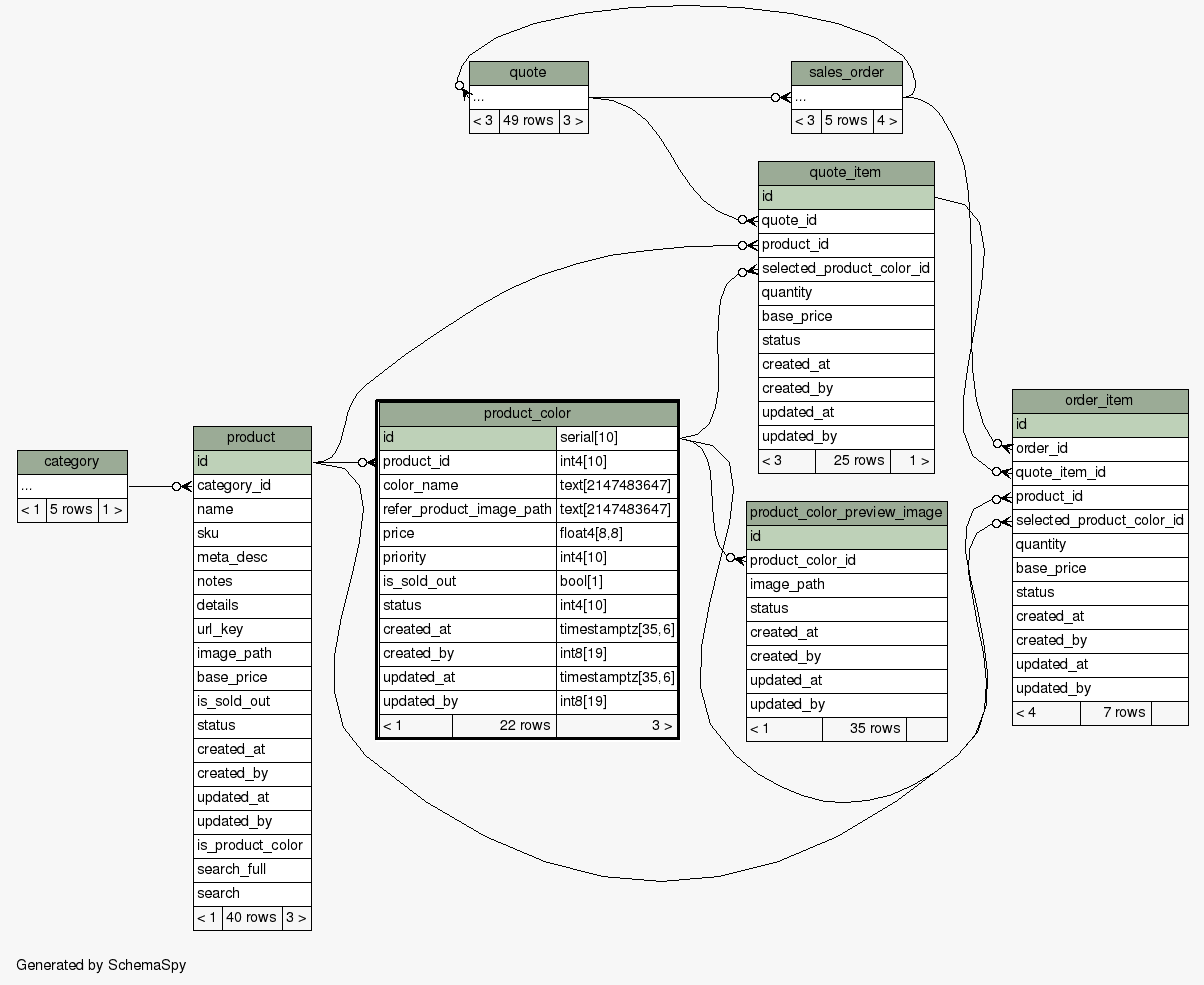 quote
...
< 3 49 rows 3 >
sales_order
...
< 3 5 rows 4 >
quote_item
id
quote_id
product_id
selected_product_color_id
quantity
base_price
status
created_at
created_by
updated_at
updated_by
< 3 25 rows 1 >
category
...
< 1 5 rows 1 >
product
id
category_id
name
sku
meta_desc
notes
details
url_key
image_path
base_price
is_sold_out
status
created_at
created_by
updated_at
updated_by
is_product_color
search_full
search
< 1 40 rows 3 >
product_color
id serial[10]
product_id int4[10]
color_name text[2147483647]
refer_product_image_path text[2147483647]
price float4[8,8]
priority int4[10]
is_sold_out bool[1]
status int4[10]
created_at timestamptz[35,6]
created_by int8[19]
updated_at timestamptz[35,6]
updated_by int8[19]
< 1 22 rows 3 >
product_color_preview_image
id
product_color_id
image_path
status
created_at
created_by
updated_at
updated_by
< 1 35 rows
order_item
id
order_id
quote_item_id
product_id
selected_product_color_id
quantity
base_price
status
created_at
created_by
updated_at
updated_by
< 4 7 rows
Generated by SchemaSpy